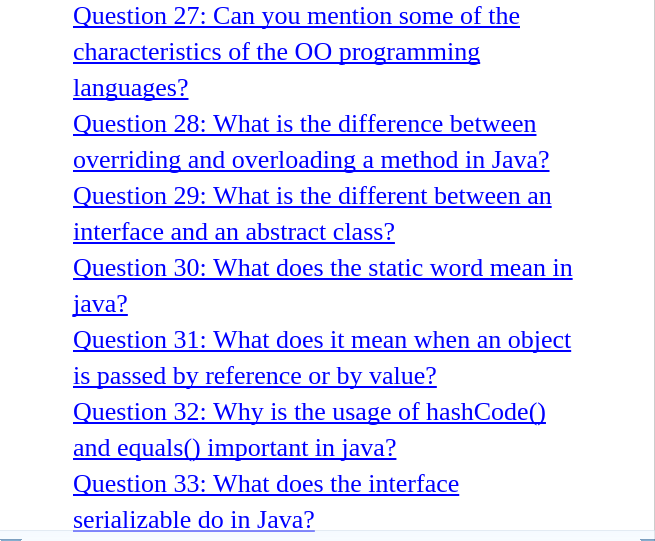 Question 27: Can you mention some of the
characteristics of the OO programming
languages?
Question 28: What is the difference between
overriding and overloading a method in Java?
Question 29: What is the different between an
interface and an abstract class?
Question 30: What does the static word mean in
java?
Question 31: What does it mean when an object
is passed by reference or by value?
Question 32: Why is the usage of hashCode()
and equals() important in java?
Question 33: What does the interface
serializable do in Java?